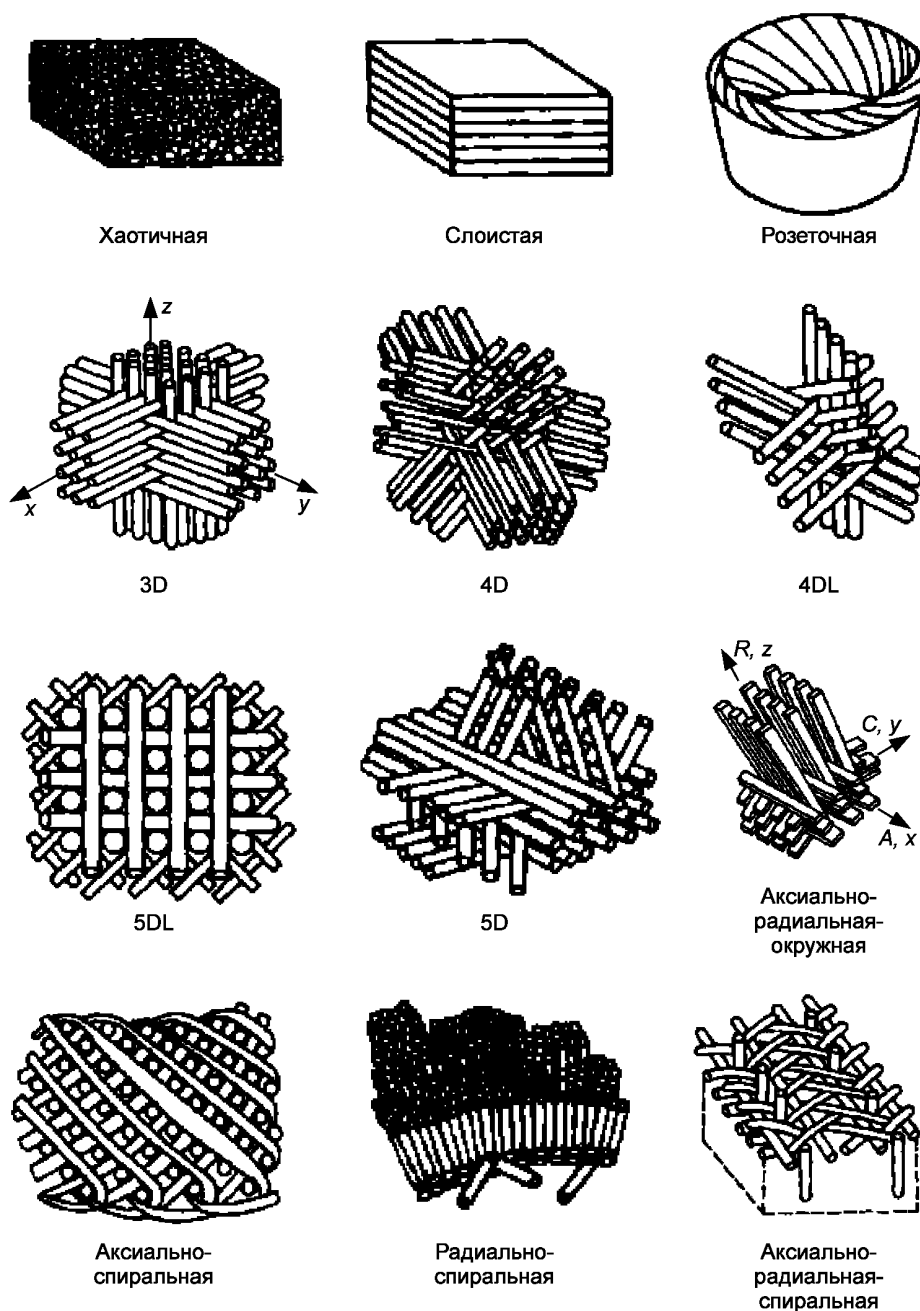 Хаотичная
Слоистая
Розеточная
z
x
y
3D
4D
4DL
R, z
C, y
A, x
5DL
5D
Аксиально-
радиальная-
окружная
Аксиально-
спиральная
Радиально-
спиральная
Аксиально-
радиальная-
спиральная